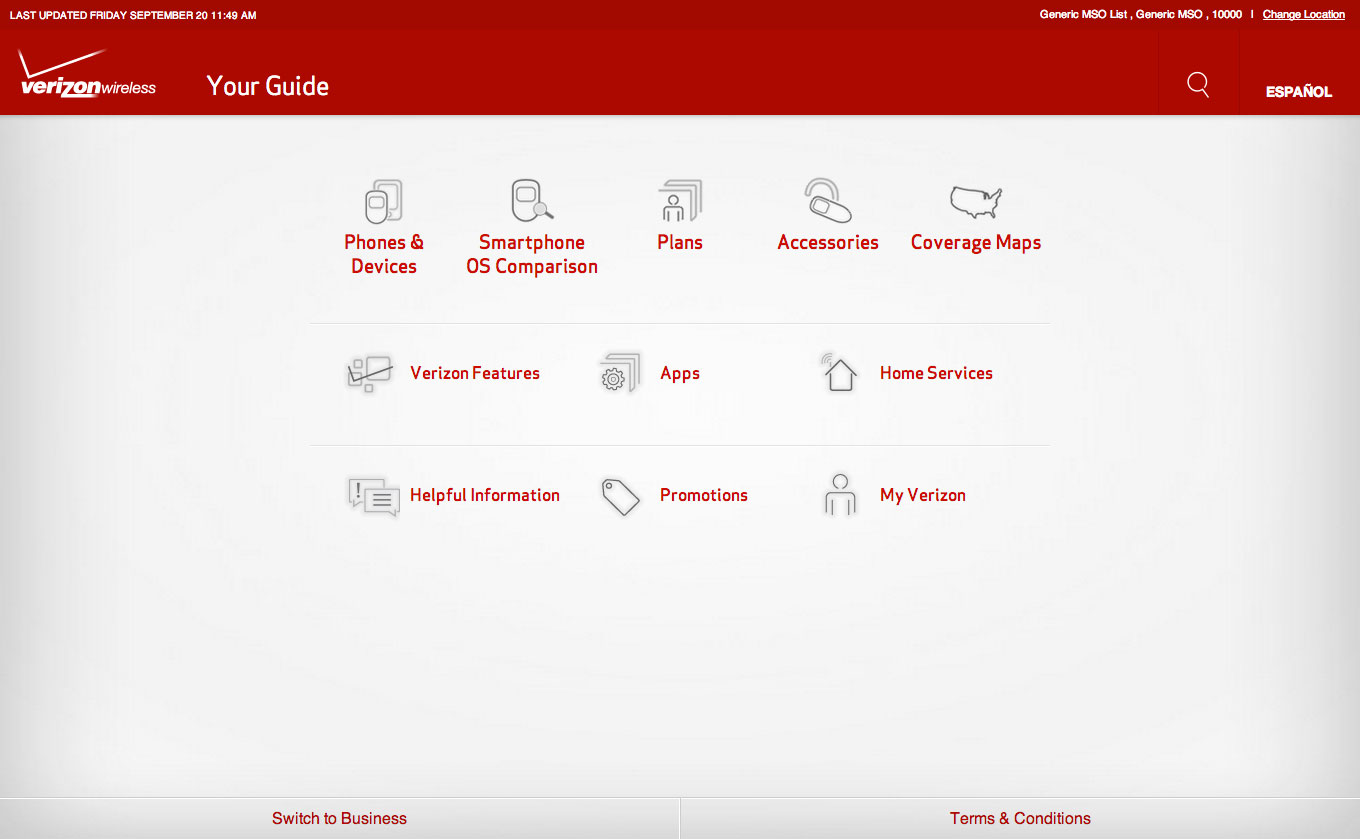 LAST UPDATED FRIDAY SEPTEMBER 20 11:49 AM
Generic MSO List , Generic MSO , 10000 | Change Location
verizonwireless
Your Guide
ESPAÑOL
Phones &
Devices
Smartphone
OS Comparison
Plans
Accessories
Coverage Maps
Verizon Features
Apps
Home Services
Helpful Information
Promotions
My Verizon
Switch to Business
Terms & Conditions